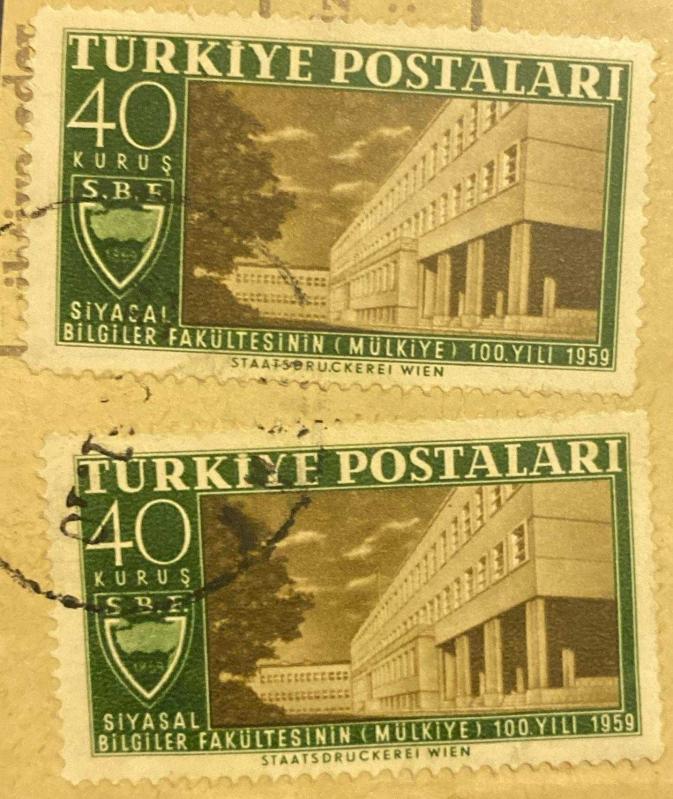 TÜRKİYE POSTALARI
40
KURUŞ
S.B.F.
SİYASAL
BİLGİLER FAKÜLTESİNİN (MÜLKİYE) 100.YILI 1959
STAATSDRUCKEREI WIEN
TÜRKİYE POSTALARI
40
KURUŞ
S.B.F.
SİYASAL
BİLGİLER FAKÜLTESİNİN (MÜLKİYE) 100.YILI 1959
STAATSDRUCKEREI WIEN